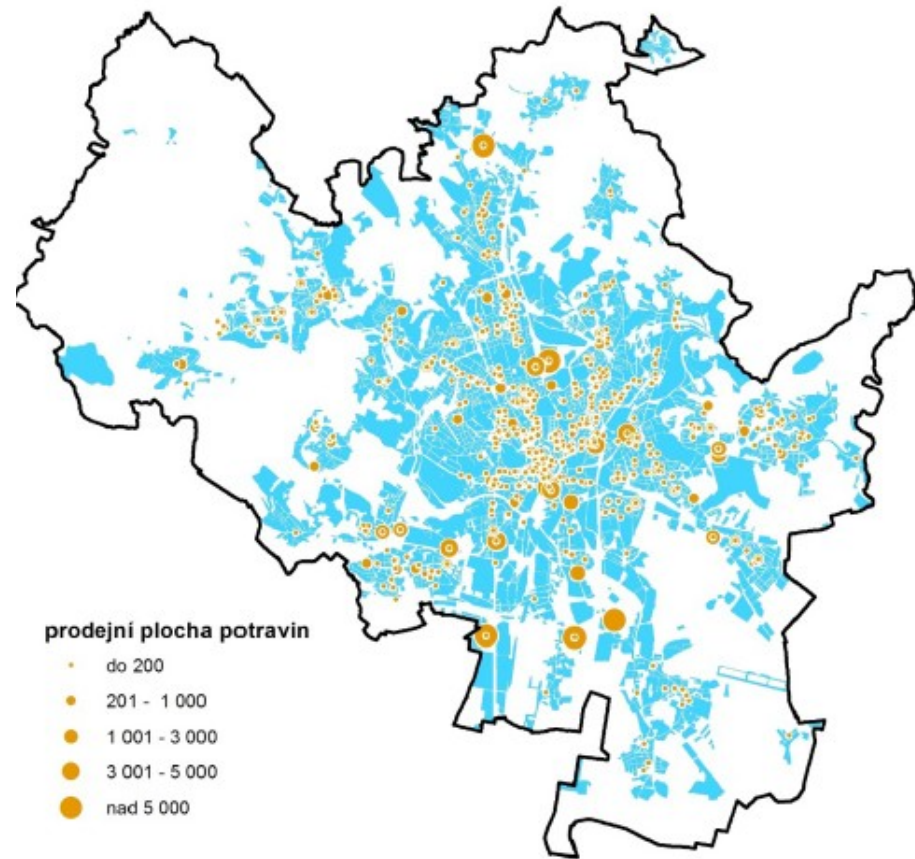 prodejní plocha potravin
do 200
201 - 1 000
1 001 - 3 000
3 001 - 5 000
nad 5 000